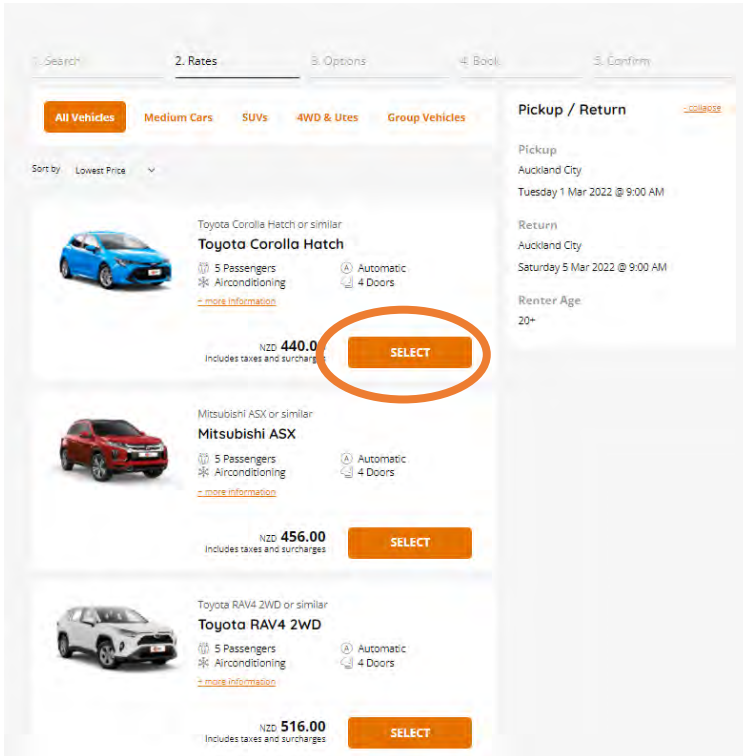 1. Search 2. Rates 3. Options 4. Book 5. Confirm
All Vehicles Medium Cars SUVs 4WD & Utes Group Vehicles
Sort by Lowest Price
Toyota Corolla Hatch or similar
Toyota Corolla Hatch
5 Passengers A Automatic
Airconditioning 4 Doors
+ more information
NZD 440.00
includes taxes and surcharges
SELECT
Mitsubishi ASX or similar
Mitsubishi ASX
5 Passengers A Automatic
Airconditioning 4 Doors
+ more information
NZD 456.00
includes taxes and surcharges
SELECT
Toyota RAV4 2WD or similar
Toyota RAV4 2WD
5 Passengers A Automatic
Airconditioning 4 Doors
+ more information
NZD 516.00
includes taxes and surcharges
SELECT
Pickup / Return - collapse
Pickup
Auckland City
Tuesday 1 Mar 2022 @ 9:00 AM
Return
Auckland City
Saturday 5 Mar 2022 @ 9:00 AM
Renter Age
20+